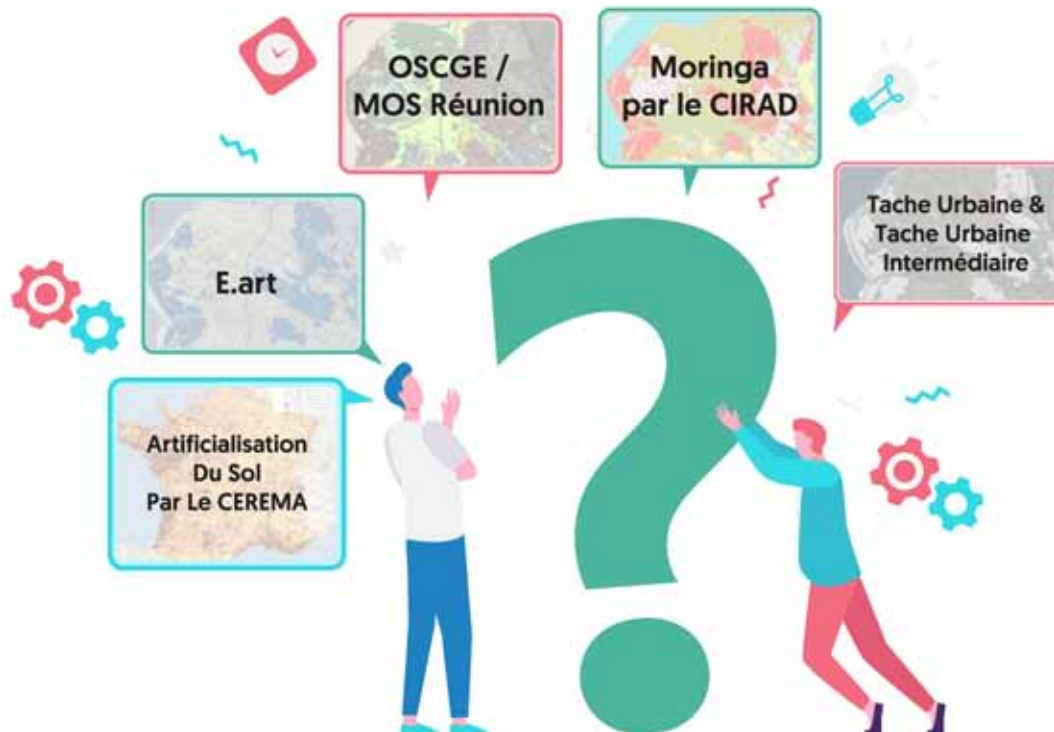 OSCGE /
MOS Réunion
Moringa
par le CIRAD
Tache Urbaine &
Tache Urbaine
Intermédiaire
E.art
Artificialisation
Du Sol
Par Le CEREMA